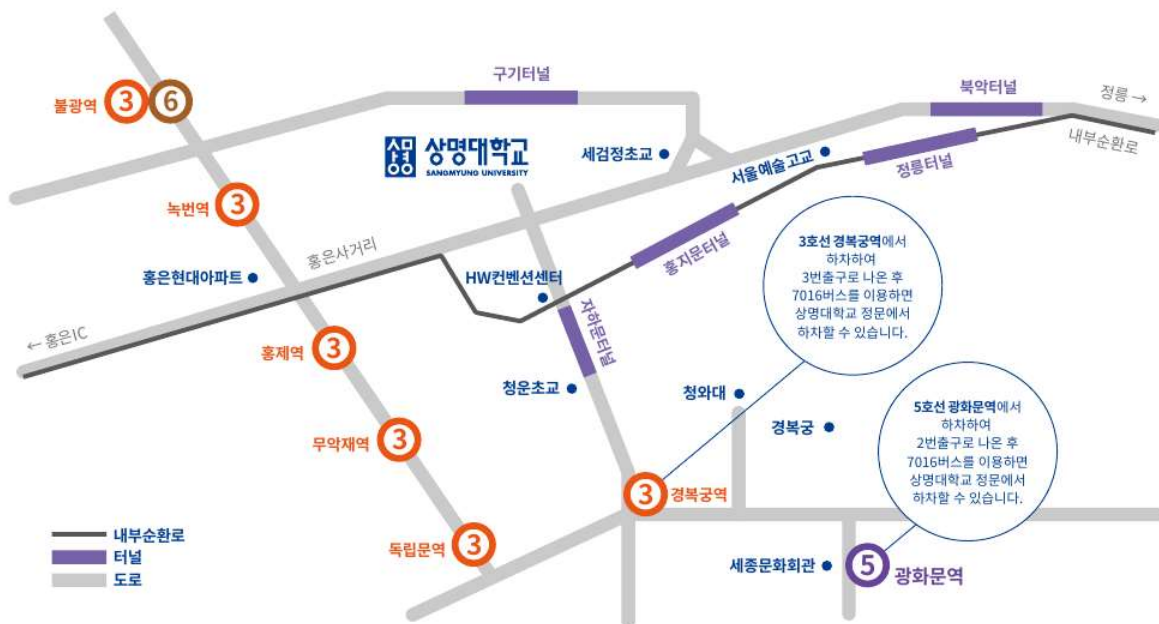 구기터널
북악터널
정릉 →
불광역 3 6
내부순환로
상명대학교
SANGMYUNG UNIVERSITY
세검정초교
서울예술고교
정릉터널
녹번역 3
홍은사거리
홍지문터널
3호선 경복궁역에서
하차하여
3번출구로 나온 후
7016버스를 이용하면
상명대학교 정문에서
하차할 수 있습니다.
홍은현대아파트
HW컨벤션센터
← 홍은IC
자하문터널
홍제역 3
청운초교
청와대
경복궁
5호선 광화문역에서
하차하여
2번출구로 나온 후
7016버스를 이용하면
상명대학교 정문에서
하차할 수 있습니다.
무악재역 3
3 경복궁역
독립문역 3
세종문화회관
5 광화문역
내부순환로
터널
도로